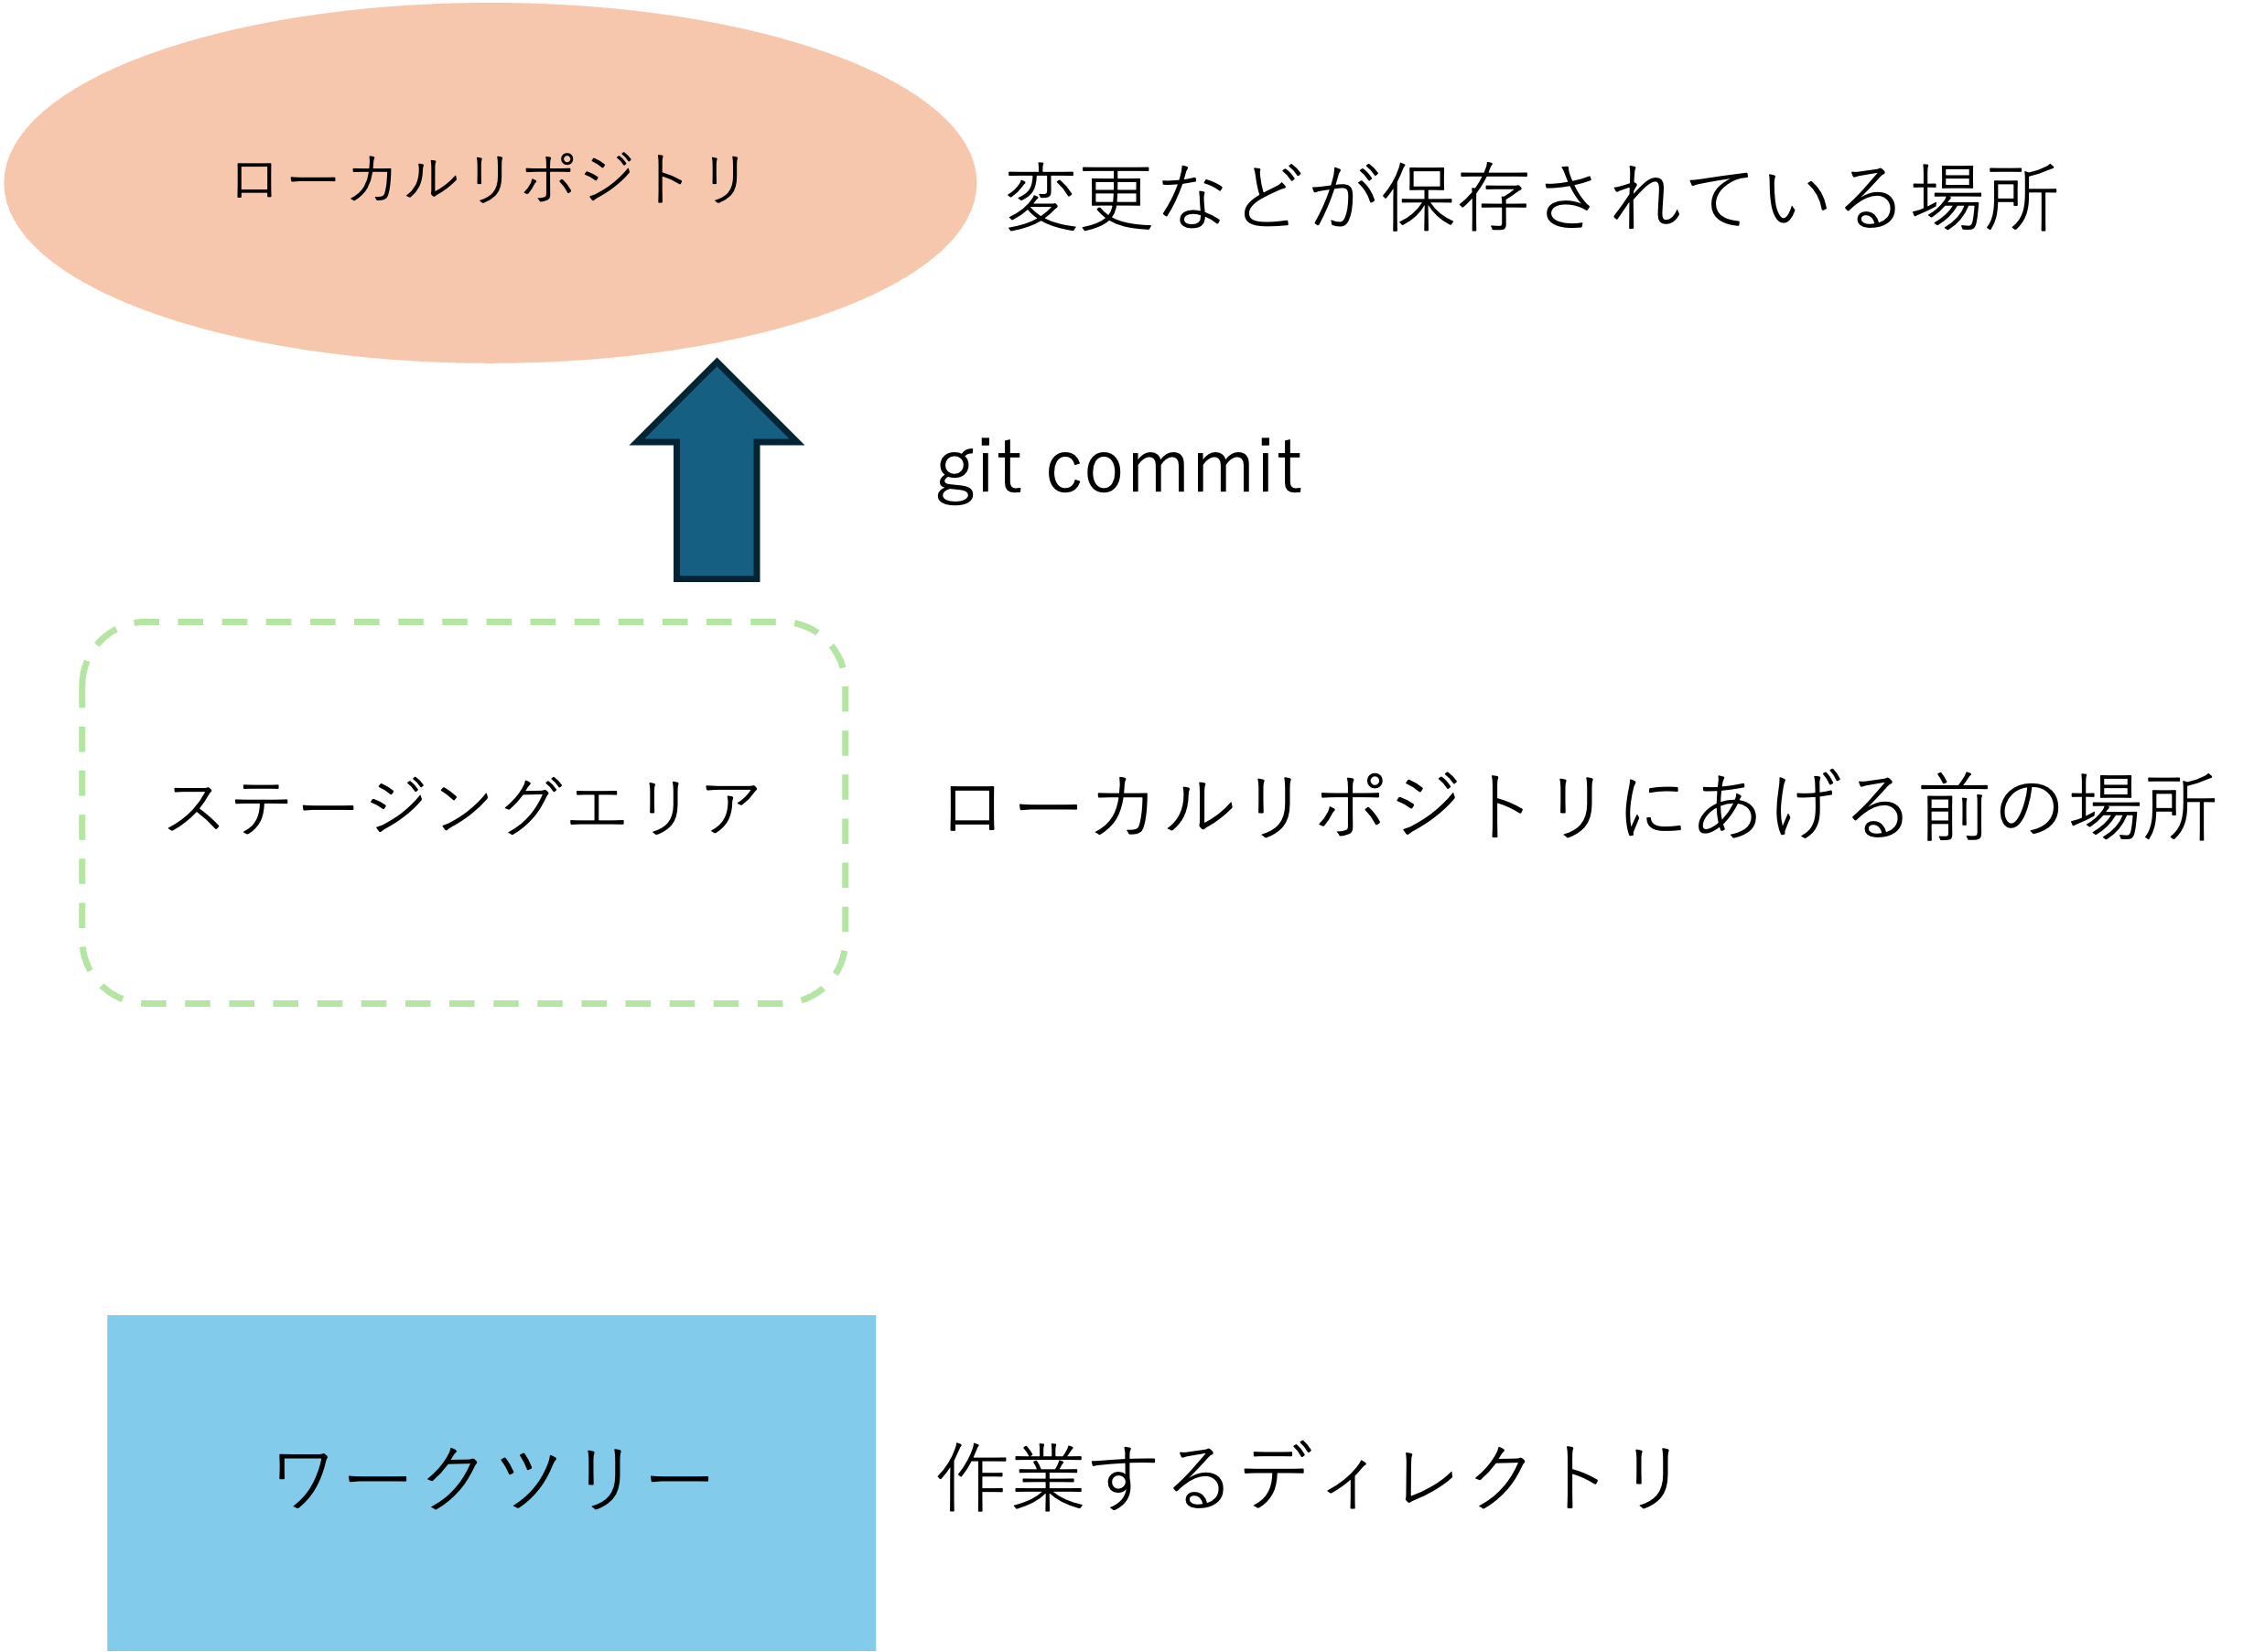 ローカルリポジトリ
変更などが保存されている場所
git commit
ステージングエリア
ローカルリポジトリにあげる前の場所
ワークツリー
作業するディレクトリ